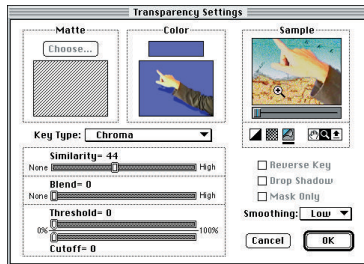 Transparency Settings
Matte
Color
Sample
Choose...
Key Type: Chroma
Similarity= 44
None High
Blend= 0
None High
Threshold= 0
0% 100%
Cutoff= 0
Reverse Key
Drop Shadow
Mask Only
Smoothing: Low
Cancel OK